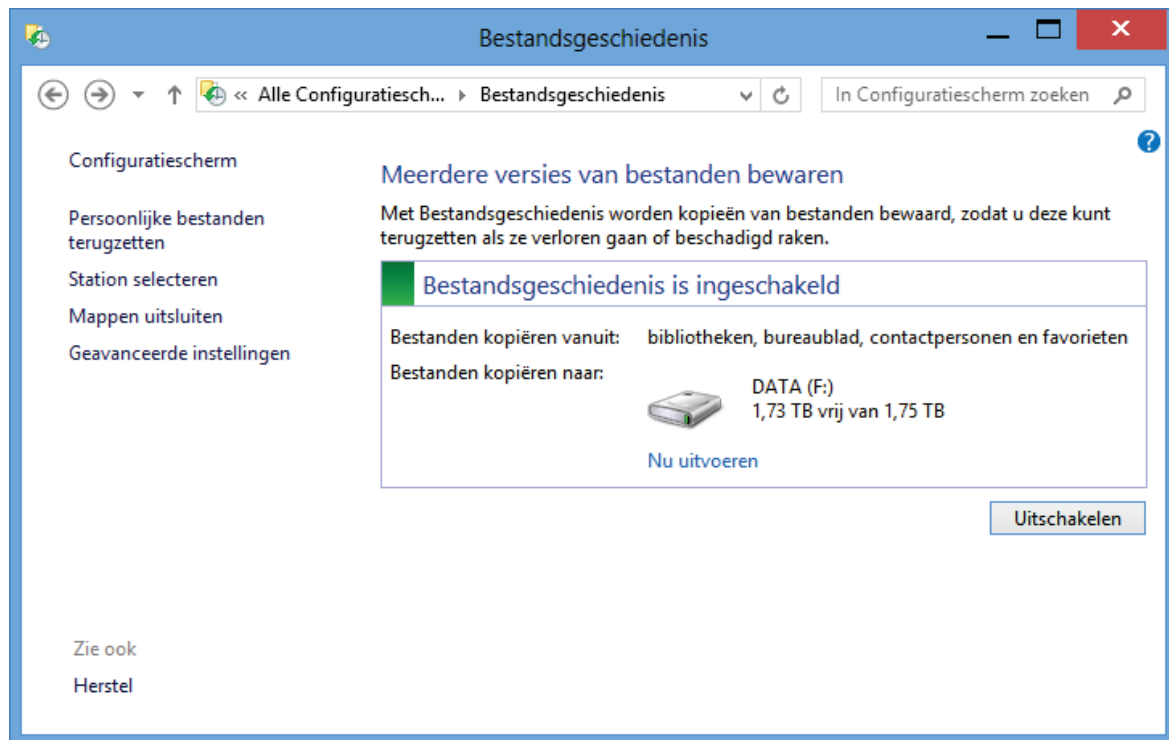 Bestandsgeschiedenis
« Alle Configuratiesch... Bestandsgeschiedenis
In Configuratiescherm zoeken
Configuratiescherm
Persoonlijke bestanden
terugzetten
Station selecteren
Mappen uitsluiten
Geavanceerde instellingen
Zie ook
Herstel
Meerdere versies van bestanden bewaren
Met Bestandsgeschiedenis worden kopieën van bestanden bewaard, zodat u deze kunt
terugzetten als ze verloren gaan of beschadigd raken.
Bestandsgeschiedenis is ingeschakeld
Bestanden kopiëren vanuit: bibliotheken, bureaublad, contactpersonen en favorieten
Bestanden kopiëren naar:
DATA (F:)
1,73 TB vrij van 1,75 TB
Nu uitvoeren
Uitschakelen